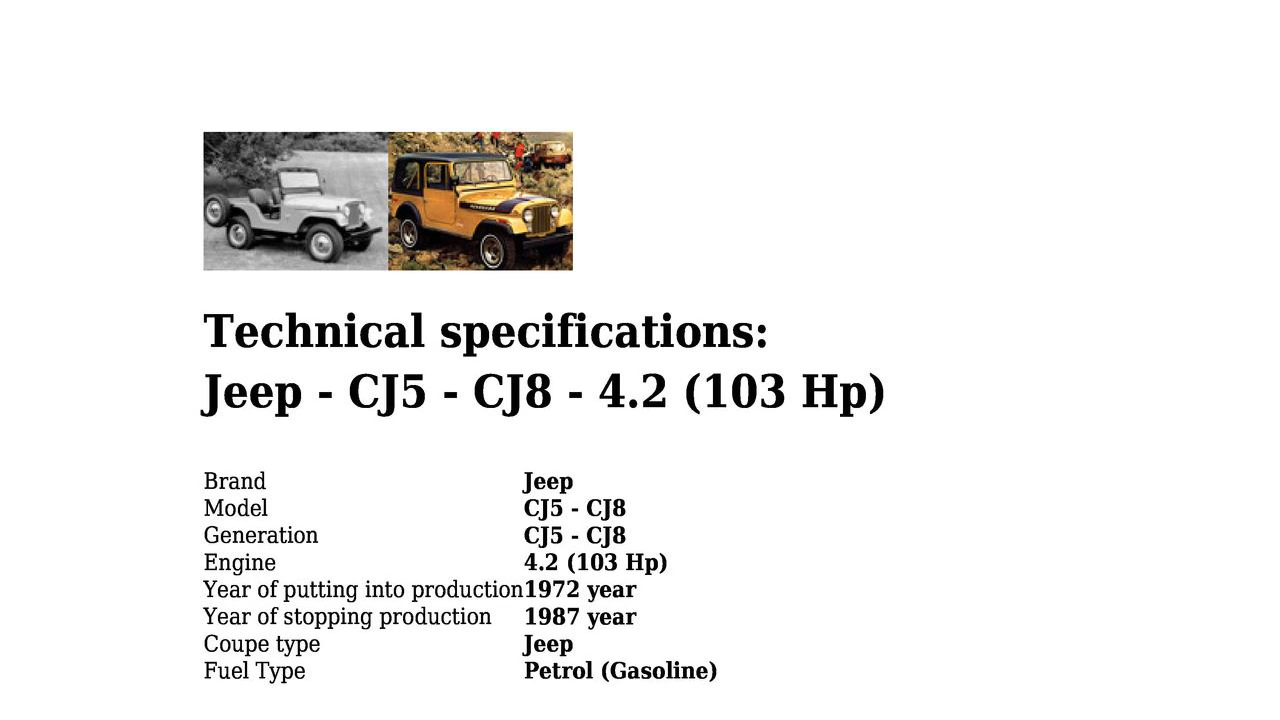 Technical specifications:
Jeep - CJ5 - CJ8 - 4.2 (103 Hp)
Brand Jeep
Model CJ5 - CJ8
Generation CJ5 - CJ8
Engine 4.2 (103 Hp)
Year of putting into production 1972 year
Year of stopping production 1987 year
Coupe type Jeep
Fuel Type Petrol (Gasoline)